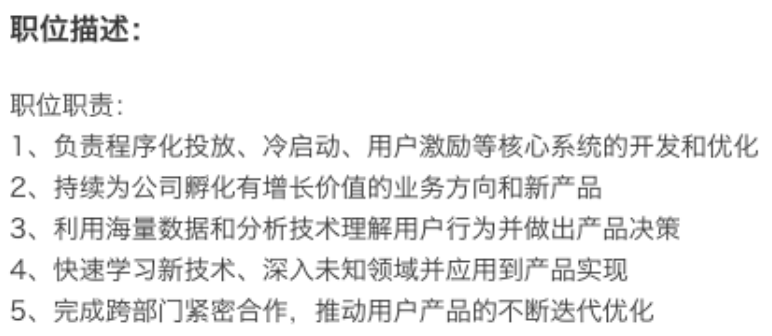 职位描述：
职位职责：
1、负责程序化投放、冷启动、用户激励等核心系统的开发和优化
2、持续为公司孵化有增长价值的业务方向和新产品
3、利用海量数据和分析技术理解用户行为并做出产品决策
4、快速学习新技术、深入未知领域并应用到产品实现
5、完成跨部门紧密合作，推动用户产品的不断迭代优化